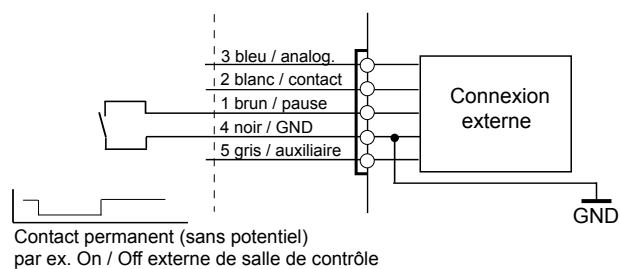 3 bleu / analog.
2 blanc / contact
1 brun / pause
4 noir / GND
5 gris / auxiliaire
Connexion
externe
GND
Contact permanent (sans potentiel)
par ex. On / Off externe de salle de contrôle